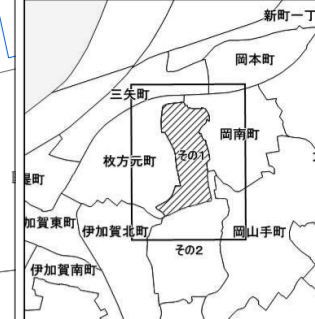 新町一丁
岡本町
三矢町
岡南町
枚方元町
その1
堤町
加賀東町
伊加賀北町
岡山手町
その2
伊加賀南町